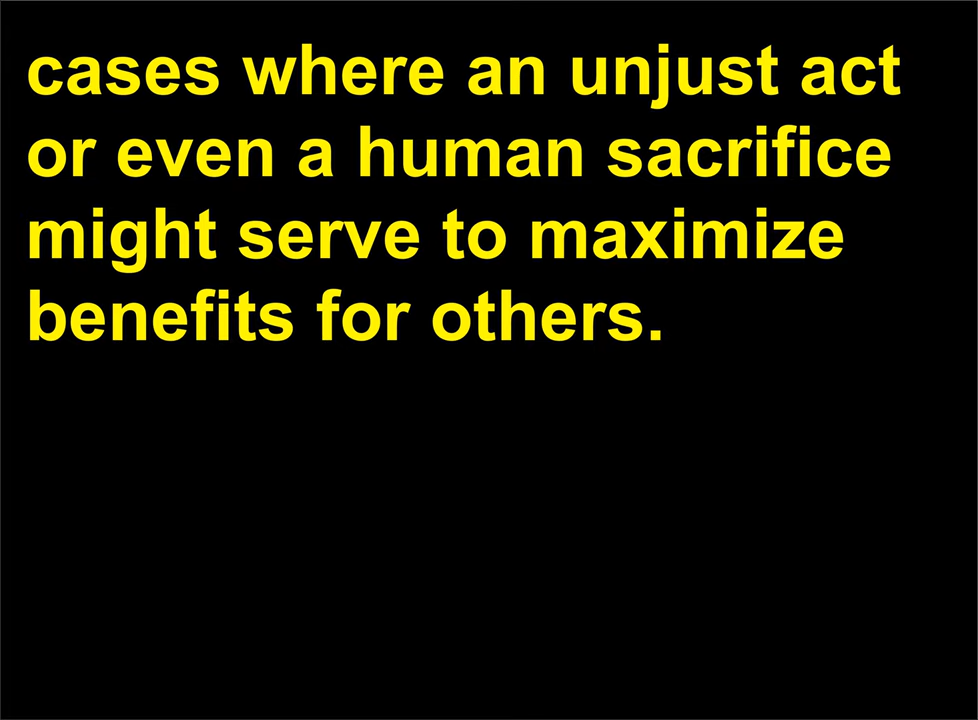 cases where an unjust act
or even a human sacrifice
might serve to maximize
benefits for others.